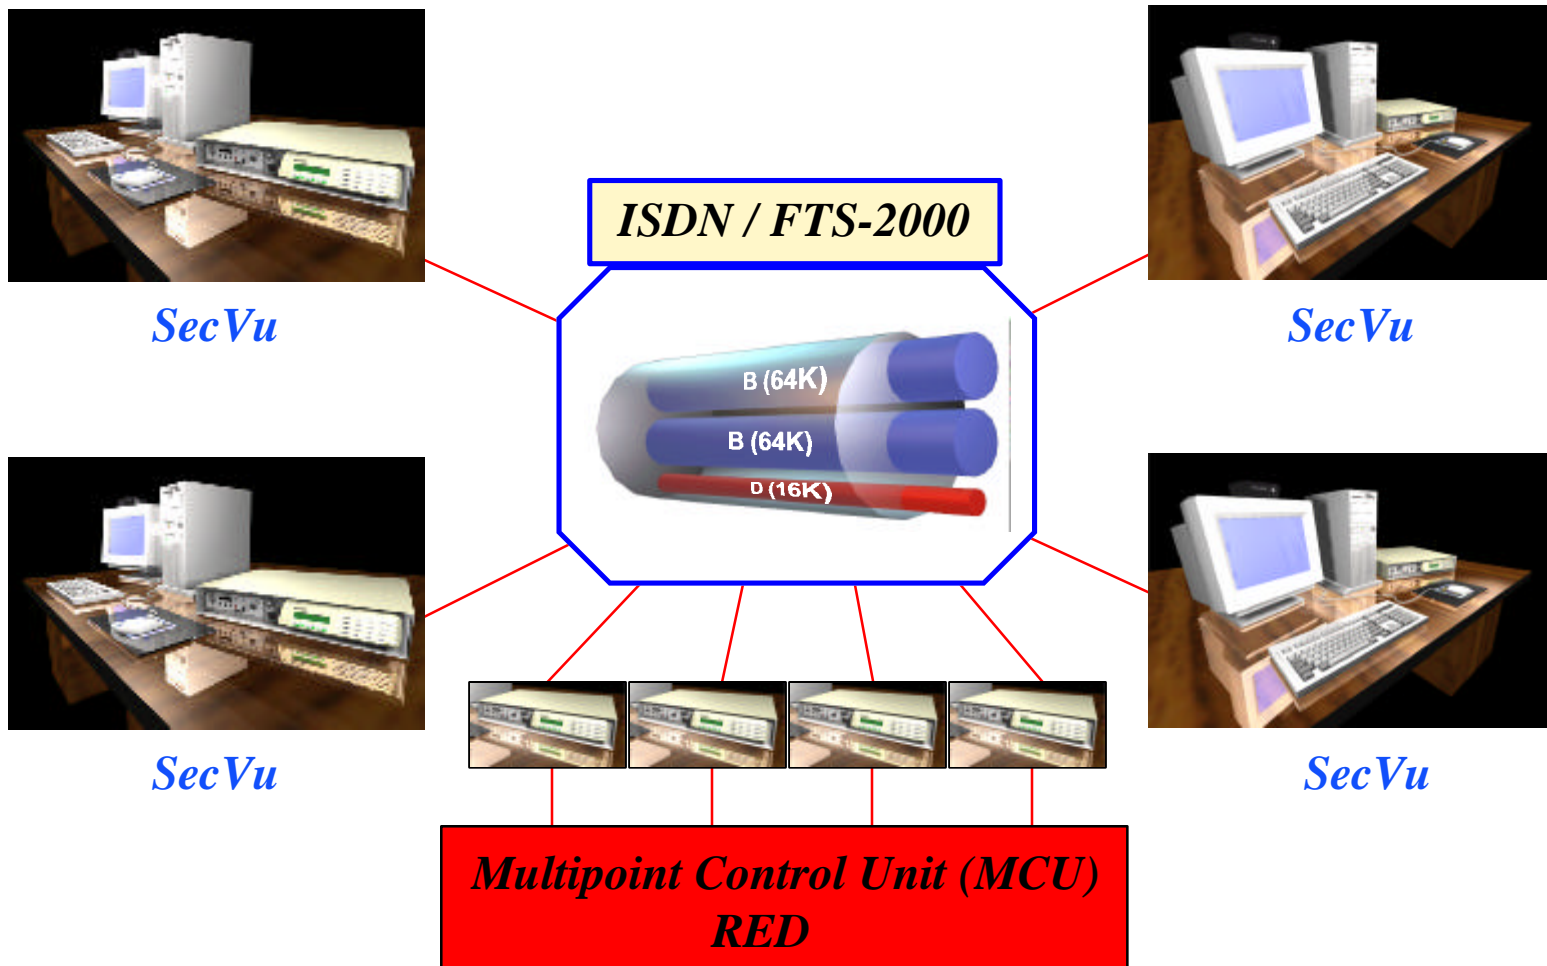 ISDN / FTS-2000
SecVu
SecVu
B (64K)
B (64K)
D (16K)
SecVu
SecVu
Multipoint Control Unit (MCU)
RED